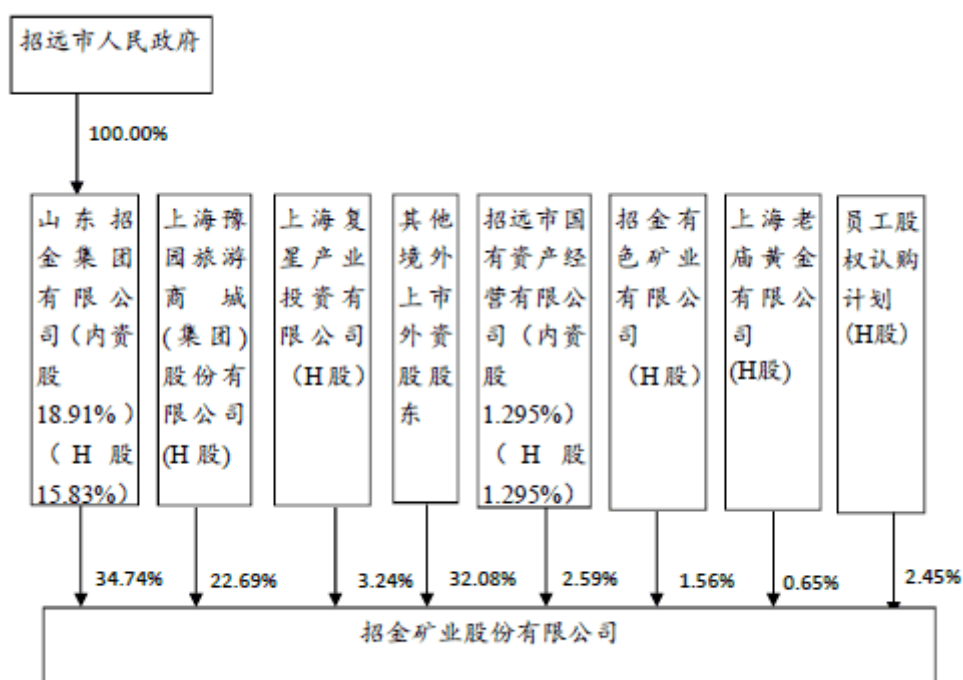 招远市人民政府
100.00%
山东招
金集团
有限公
司(内资
股
18.91%)
(H股
15.83%)
上海豫
园旅游
商城
(集团)
股份有
限公司
(H股)
上海复
星产业
投资有
限公司
(H股)
其他
境外
上市
外资
股股
东
招远市国
有资产经
营有限公
司(内资
股
1.295%)
(H股
1.295%)
招金有
色矿业
有限公
司
(H股)
上海老
庙黄金
有限公
司
(H股)
员工股
权认购
计划
(H股)
34.74%
22.69%
3.24%
32.08%
2.59%
1.56%
0.65%
2.45%
招金矿业股份有限公司